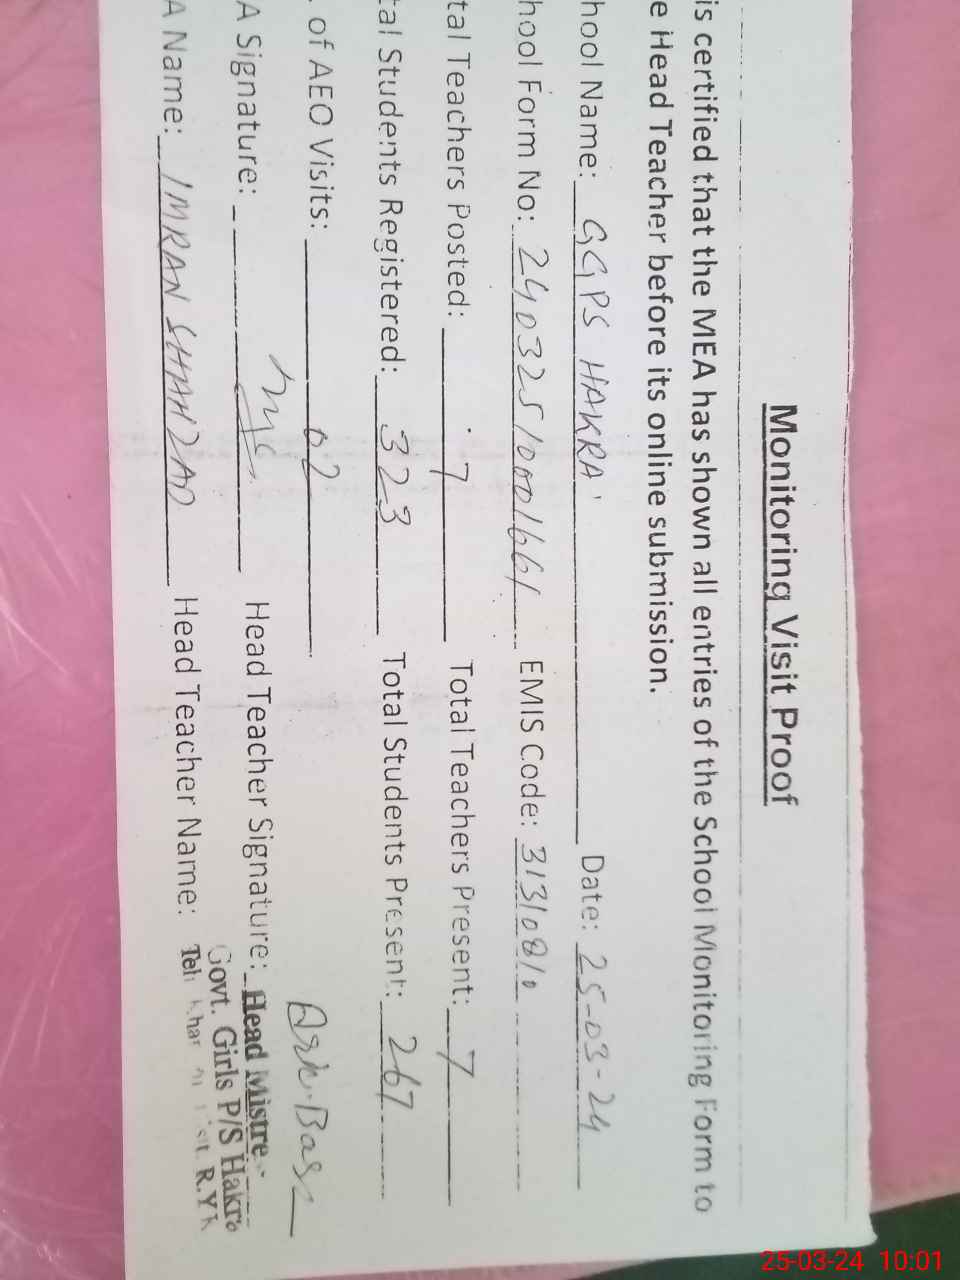 Monitoring Visit Proof
is certified that the MEA has shown all entries of the School Monitoring Form to
e Head Teacher before its online submission.
hool Name: GGPS HAKRA Date: 25-03-24
hool Form No: 24032510001661 EMIS Code: 31310810
tal Teachers Posted: 7 Total Teachers Present: 7
tal Students Registered: 323 Total Students Present: 267
. of AEO Visits: 02
A Signature: Head Teacher Signature: Head Mistre
A Name: IMRAN SHAHZAD Head Teacher Name: Govt. Girls P/S Hakra
Teh: R.Y.K
25-03-24 10:01